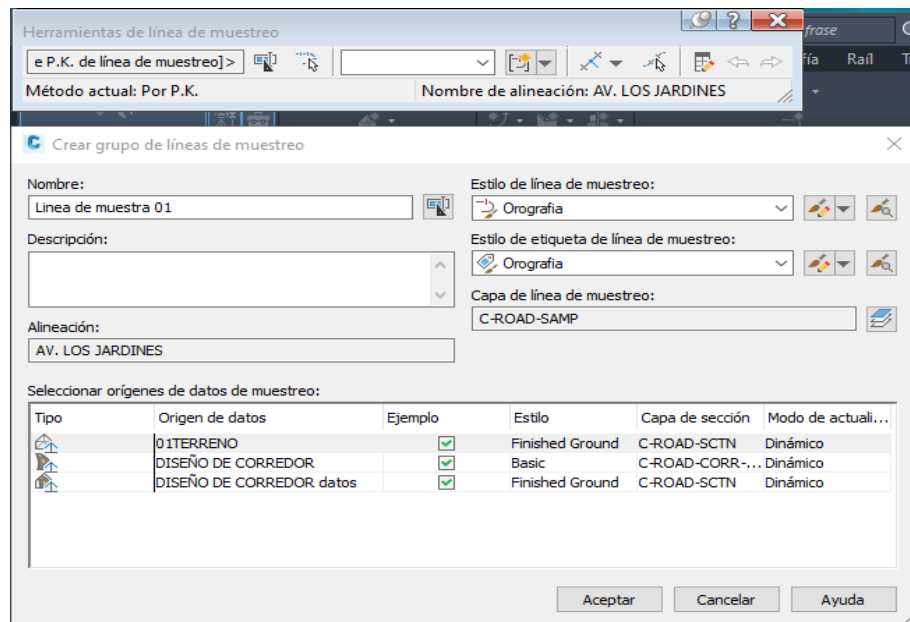 Herramientas de línea de muestreo
frase
e P.K. de línea de muestreo]>
fía Raíl
Método actual: Por P.K.
Nombre de alineación: AV. LOS JARDINES
Crear grupo de líneas de muestreo
Nombre:
Linea de muestra 01
Estilo de línea de muestreo:
Orografia
Descripción:
Estilo de etiqueta de línea de muestreo:
Orografia
Capa de línea de muestreo:
C-ROAD-SAMP
Alineación:
AV. LOS JARDINES
Seleccionar orígenes de datos de muestreo:
Tipo Origen de datos Ejemplo Estilo Capa de sección Modo de actuali...
01TERRENO Finished Ground C-ROAD-SCTN Dinámico
DISEÑO DE CORREDOR Basic C-ROAD-CORR-... Dinámico
DISEÑO DE CORREDOR datos Finished Ground C-ROAD-SCTN Dinámico
Aceptar Cancelar Ayuda